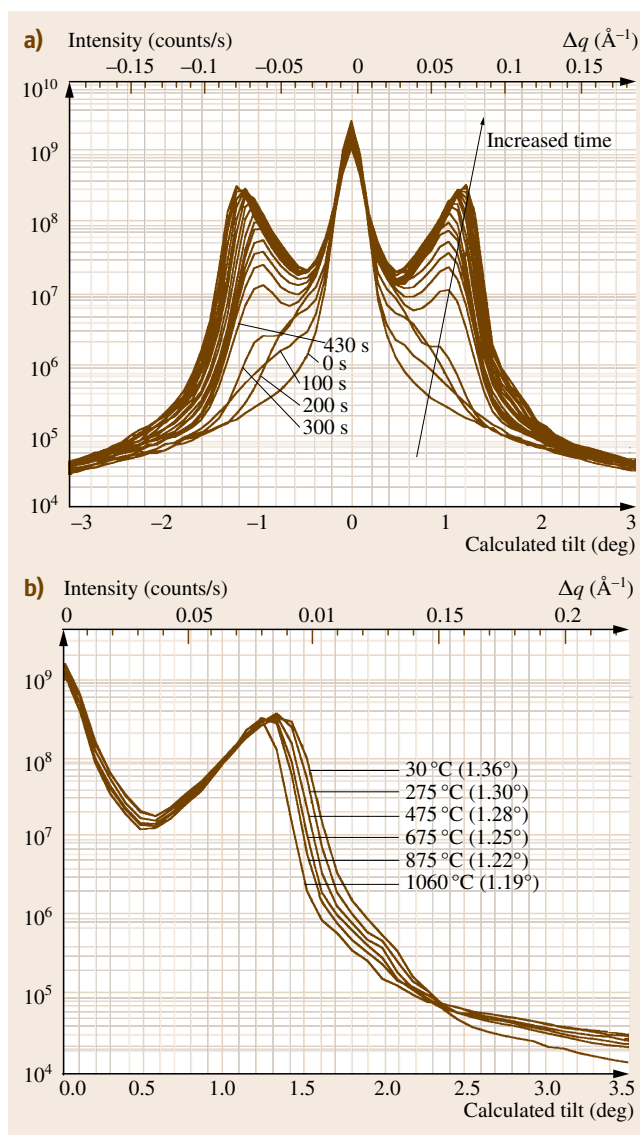 a) Intensity (counts/s) Δq (Å⁻¹)
−0.15 −0.10 −0.05 0 0.05 0.10 0.15
10¹⁰
10⁹
Increased time
10⁸
10⁷
430 s
10⁶
0 s
100 s
200 s
300 s
10⁵
10⁴
−3 −2 −1 0 1 2 3
Calculated tilt (deg)
b) Intensity (counts/s) Δq (Å⁻¹)
0 0.05 0.01 0.15 0.2
10⁹
10⁸
30 °C (1.36°)
275 °C (1.30°)
475 °C (1.28°)
10⁷
675 °C (1.25°)
875 °C (1.22°)
1060 °C (1.19°)
10⁶
10⁵
10⁴
0.0 0.5 1.0 1.5 2.0 2.5 3.0 3.5
Calculated tilt (deg)